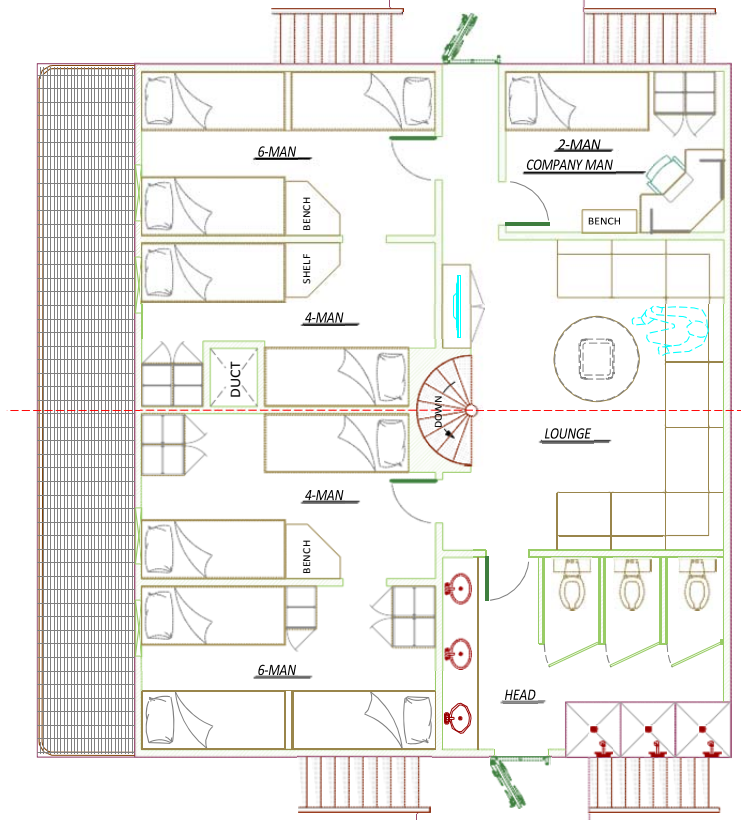 6-MAN
2-MAN
COMPANY MAN
BENCH
BENCH
SHELF
4-MAN
DUCT
DOWN
LOUNGE
4-MAN
BENCH
6-MAN
HEAD